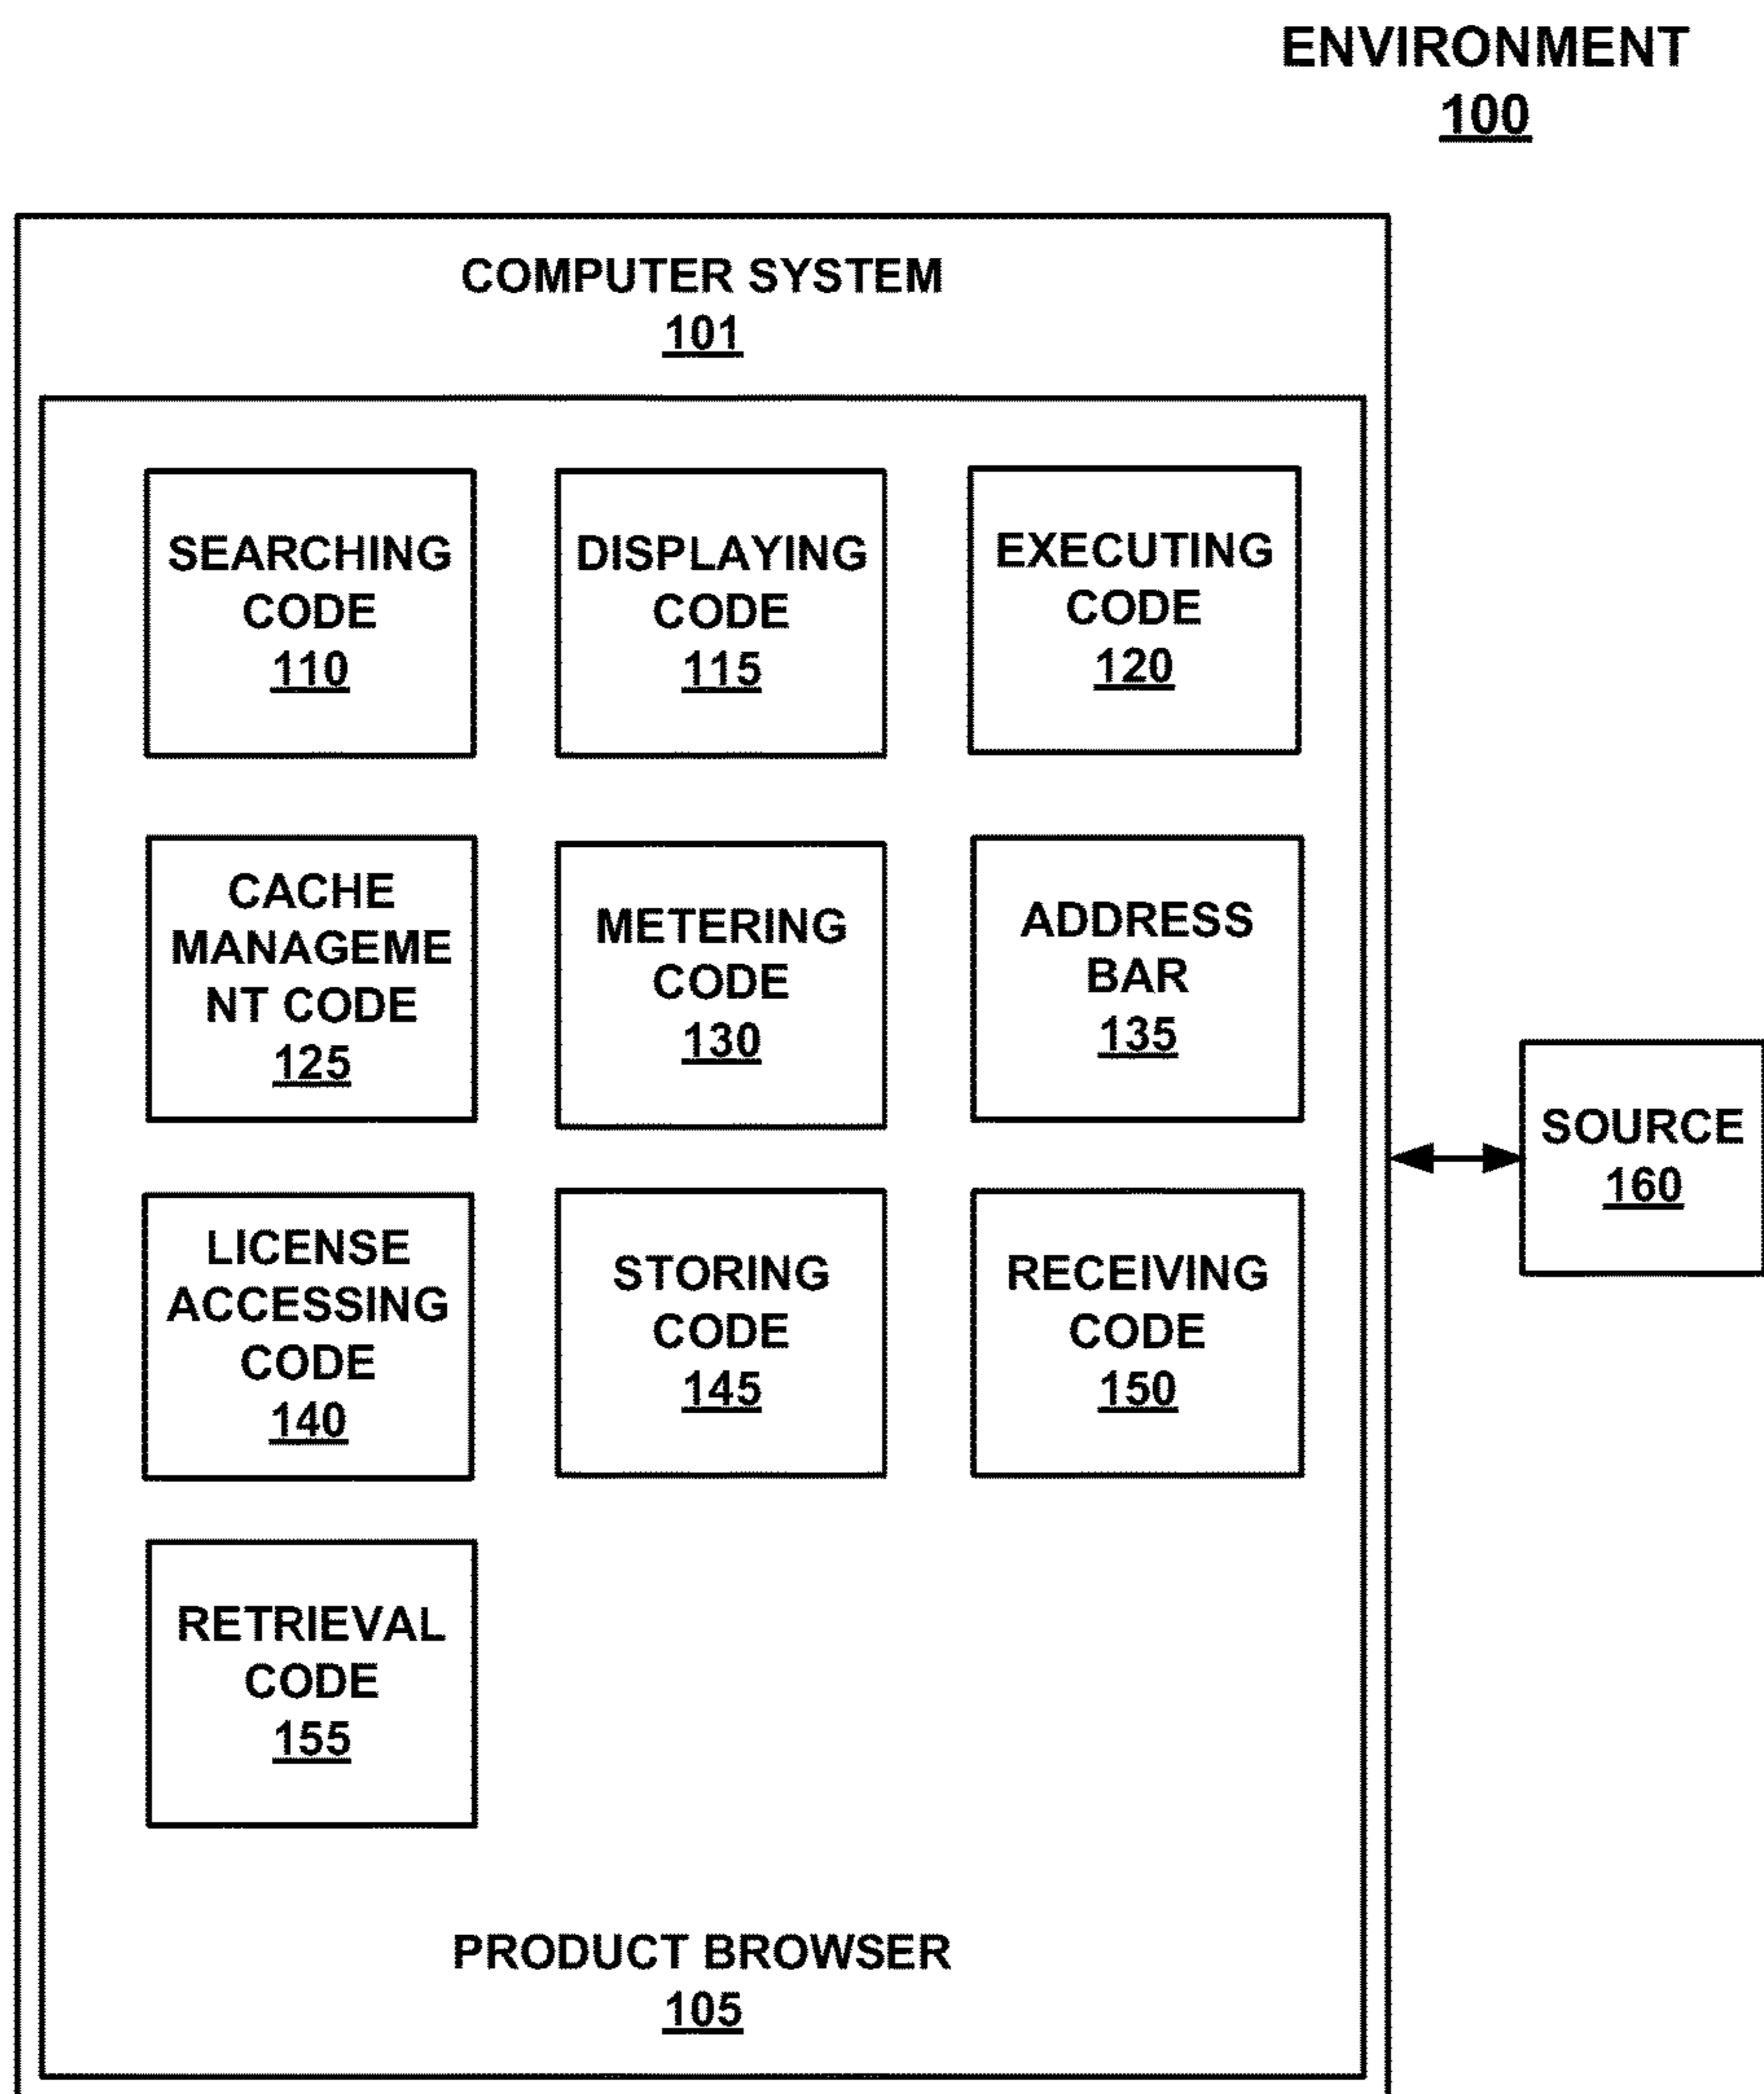 ENVIRONMENT
100
COMPUTER SYSTEM
101
SEARCHING
CODE
110
DISPLAYING
CODE
115
EXECUTING
CODE
120
CACHE
MANAGEME
NT CODE
125
METERING
CODE
130
ADDRESS
BAR
135
LICENSE
ACCESSING
CODE
140
STORING
CODE
145
RECEIVING
CODE
150
RETRIEVAL
CODE
155
PRODUCT BROWSER
105
SOURCE
160